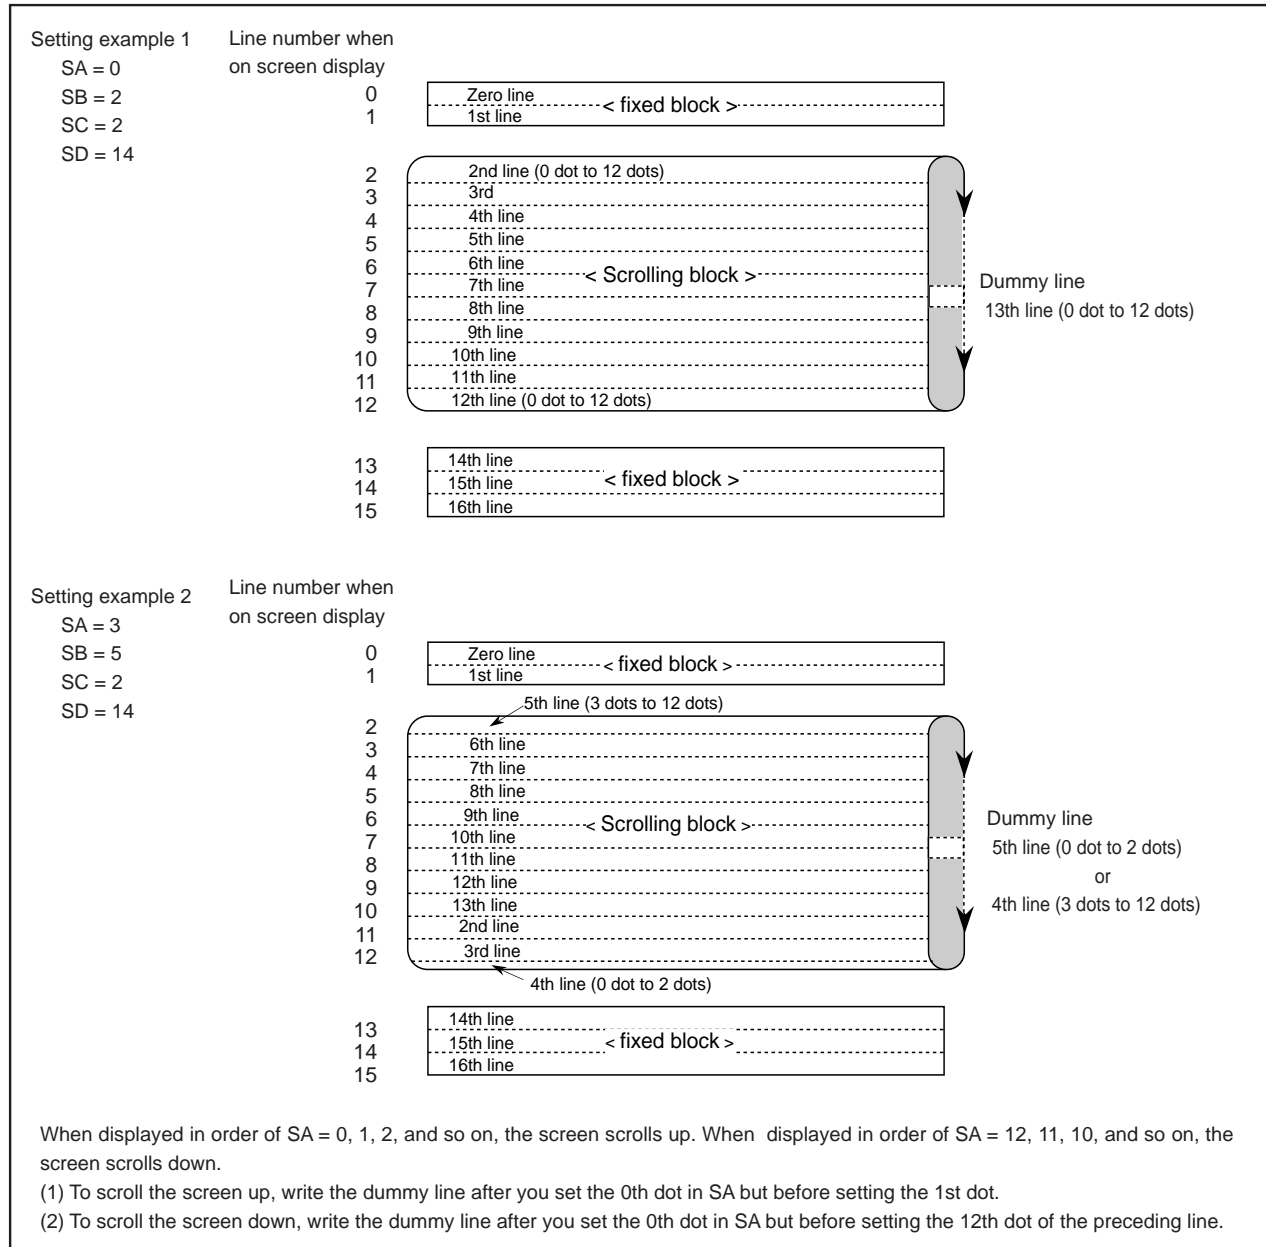 Setting example 1
SA = 0
SB = 2
SC = 2
SD = 14
Line number when
on screen display
0
Zero line
1
1st line
< fixed block >
2
2nd line (0 dot to 12 dots)
3
3rd
4
4th line
5
5th line
6
6th line
< Scrolling block >
7
7th line
8
8th line
9
9th line
10
10th line
11
11th line
12
12th line (0 dot to 12 dots)
Dummy line
13th line (0 dot to 12 dots)
13
14th line
14
15th line
< fixed block >
15
16th line
Setting example 2
SA = 3
SB = 5
SC = 2
SD = 14
Line number when
on screen display
0
Zero line
1
1st line
< fixed block >
5th line (3 dots to 12 dots)
2
3
6th line
4
7th line
5
8th line
6
9th line
< Scrolling block >
7
10th line
8
11th line
9
12th line
10
13th line
11
2nd line
12
3rd line
4th line (0 dot to 2 dots)
Dummy line
5th line (0 dot to 2 dots)
or
4th line (3 dots to 12 dots)
13
14th line
14
15th line
< fixed block >
15
16th line
When displayed in order of SA = 0, 1, 2, and so on, the screen scrolls up. When displayed in order of SA = 12, 11, 10, and so on, the
screen scrolls down.
(1) To scroll the screen up, write the dummy line after you set the 0th dot in SA but before setting the 1st dot.
(2) To scroll the screen down, write the dummy line after you set the 0th dot in SA but before setting the 12th dot of the preceding line.